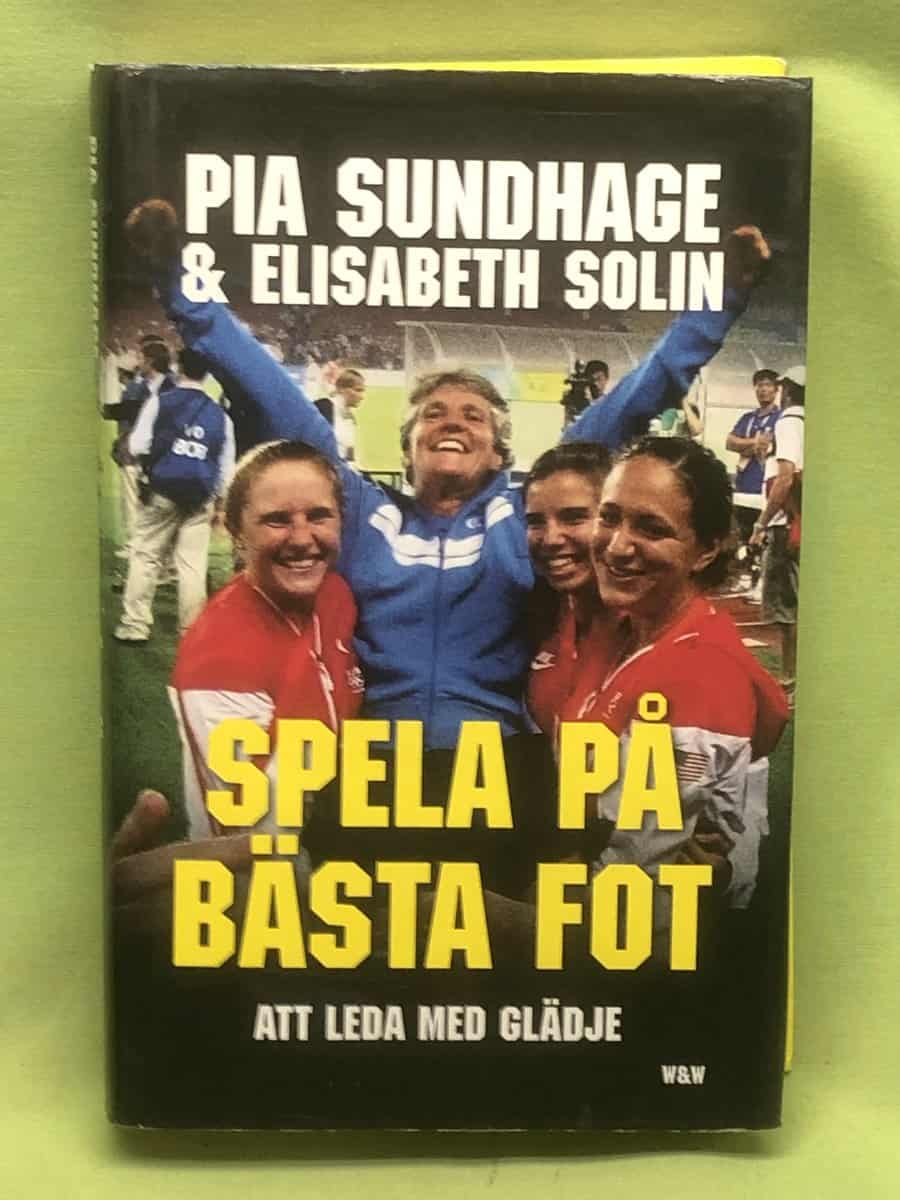 PIA SUNDHAGE
& ELISABETH SOLIN
SPELA PÅ
BÄSTA FOT
ATT LEDA MED GLÄDJE
W&W